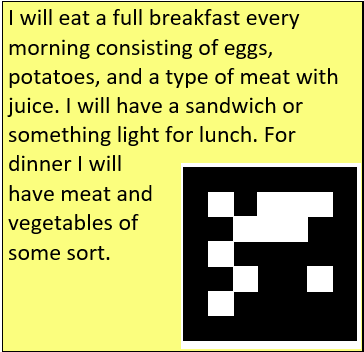 I will eat a full breakfast every
morning consisting of eggs,
potatoes, and a type of meat with
juice. I will have a sandwich or
something light for lunch. For
dinner I will
have meat and
vegetables of
some sort.